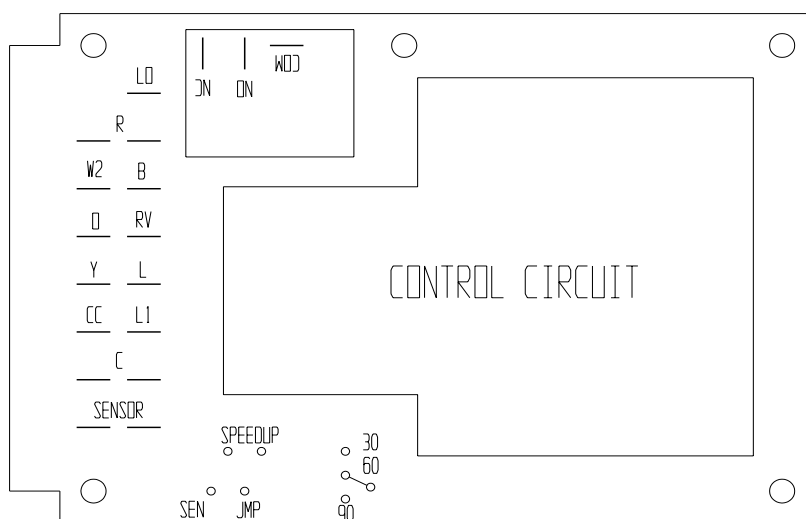 LO
NC NO COM
R
W2 B
O RV
Y L
CC L1
C
SENSOR
CONTROL CIRCUIT
SPEEDUP
30
60
90
SEN JMP